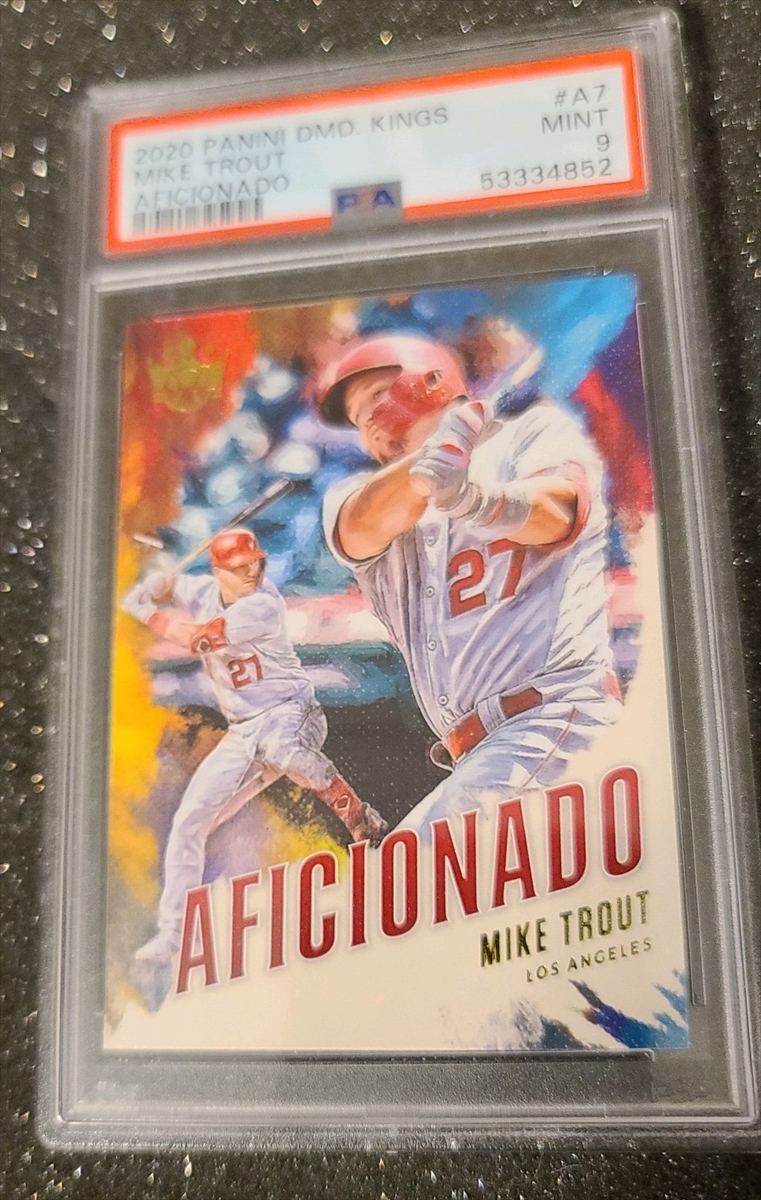 2020 PANINI DMD. KINGS #A7
MIKE TROUT MINT
AFICIONADO 9
PSA 53334852
27
27
AFICIONADO
MIKE TROUT
LOS ANGELES